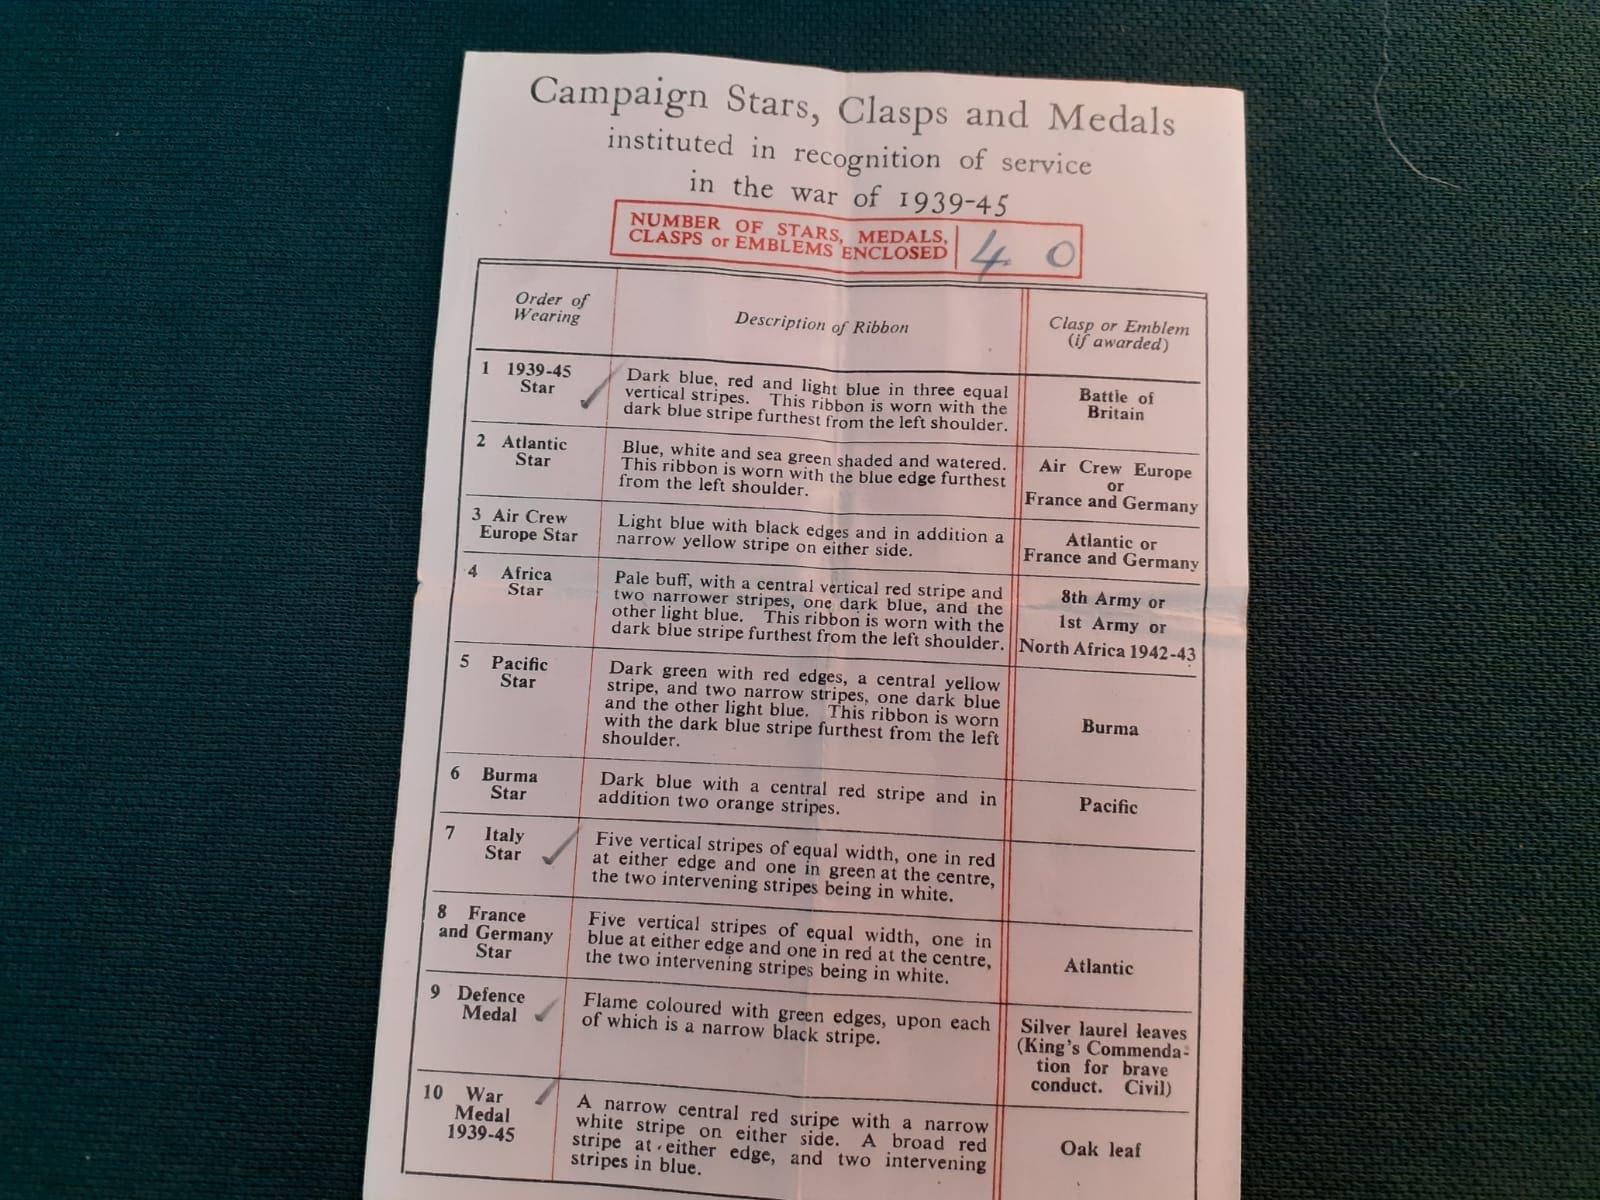 Campaign Stars, Clasps and Medals
instituted in recognition of service
in the war of 1939-45
NUMBER OF STARS, MEDALS,
CLASPS or EMBLEMS ENCLOSED
4 0
Order of
Wearing
Description of Ribbon
Clasp or Emblem
(if awarded)
1 1939-45
Star
Dark blue, red and light blue in three equal
vertical stripes. This ribbon is worn with the
dark blue stripe furthest from the left shoulder.
Battle of
Britain
2 Atlantic
Star
Blue, white and sea green shaded and watered.
This ribbon is worn with the blue edge furthest
from the left shoulder.
Air Crew Europe
or
France and Germany
3 Air Crew
Europe Star
Light blue with black edges and in addition a
narrow yellow stripe on either side.
Atlantic or
France and Germany
4 Africa
Star
Pale buff, with a central vertical red stripe and
two narrower stripes, one dark blue, and the
other light blue. This ribbon is worn with the
dark blue stripe furthest from the left shoulder.
8th Army or
1st Army or
North Africa 1942-43
5 Pacific
Star
Dark green with red edges, a central yellow
stripe, and two narrow stripes, one dark blue
and the other light blue. This ribbon is worn
with the dark blue stripe furthest from the left
shoulder.
Burma
6 Burma
Star
Dark blue with a central red stripe and in
addition two orange stripes.
Pacific
7 Italy
Star
Five vertical stripes of equal width, one in red
at either edge and one in green at the centre,
the two intervening stripes being in white.
8 France
and Germany
Star
Five vertical stripes of equal width, one in
blue at either edge and one in red at the centre,
the two intervening stripes being in white.
Atlantic
9 Defence
Medal
Flame coloured with green edges, upon each
of which is a narrow black stripe.
Silver laurel leaves
(King's Commenda-
tion for brave
conduct. Civil)
10 War
Medal
1939-45
A narrow central red stripe with a narrow
white stripe on either side. A broad red
stripe at either edge, and two intervening
stripes in blue.
Oak leaf